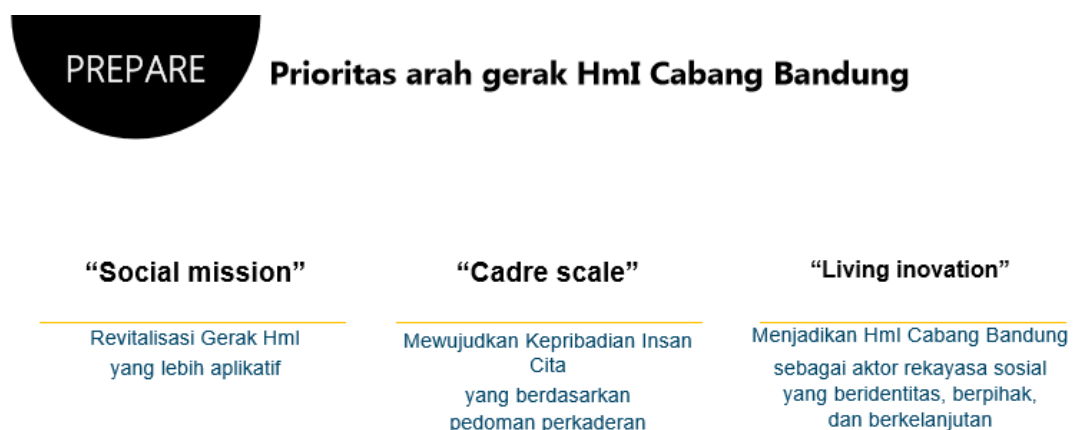 PREPARE
Prioritas arah gerak HmI Cabang Bandung
“Social mission”
Revitalisasi Gerak HmI
yang lebih aplikatif
“Cadre scale”
Mewujudkan Kepribadian Insan
Cita
yang berdasarkan
pedoman perkaderan
“Living inovation”
Menjadikan HmI Cabang Bandung
sebagai aktor rekayasa sosial
yang beridentitas, berpihak,
dan berkelanjutan